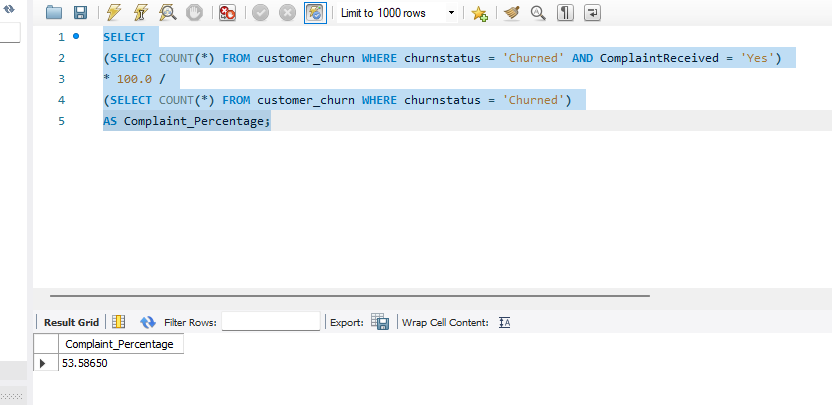 Limit to 1000 rows
1 SELECT
2 (SELECT COUNT(*) FROM customer_churn WHERE churnstatus = 'Churned' AND ComplaintReceived = 'Yes')
3 * 100.0 /
4 (SELECT COUNT(*) FROM customer_churn WHERE churnstatus = 'Churned')
5 AS Complaint_Percentage;
Result Grid Filter Rows: Export: Wrap Cell Content: IA
Complaint_Percentage
53.58650